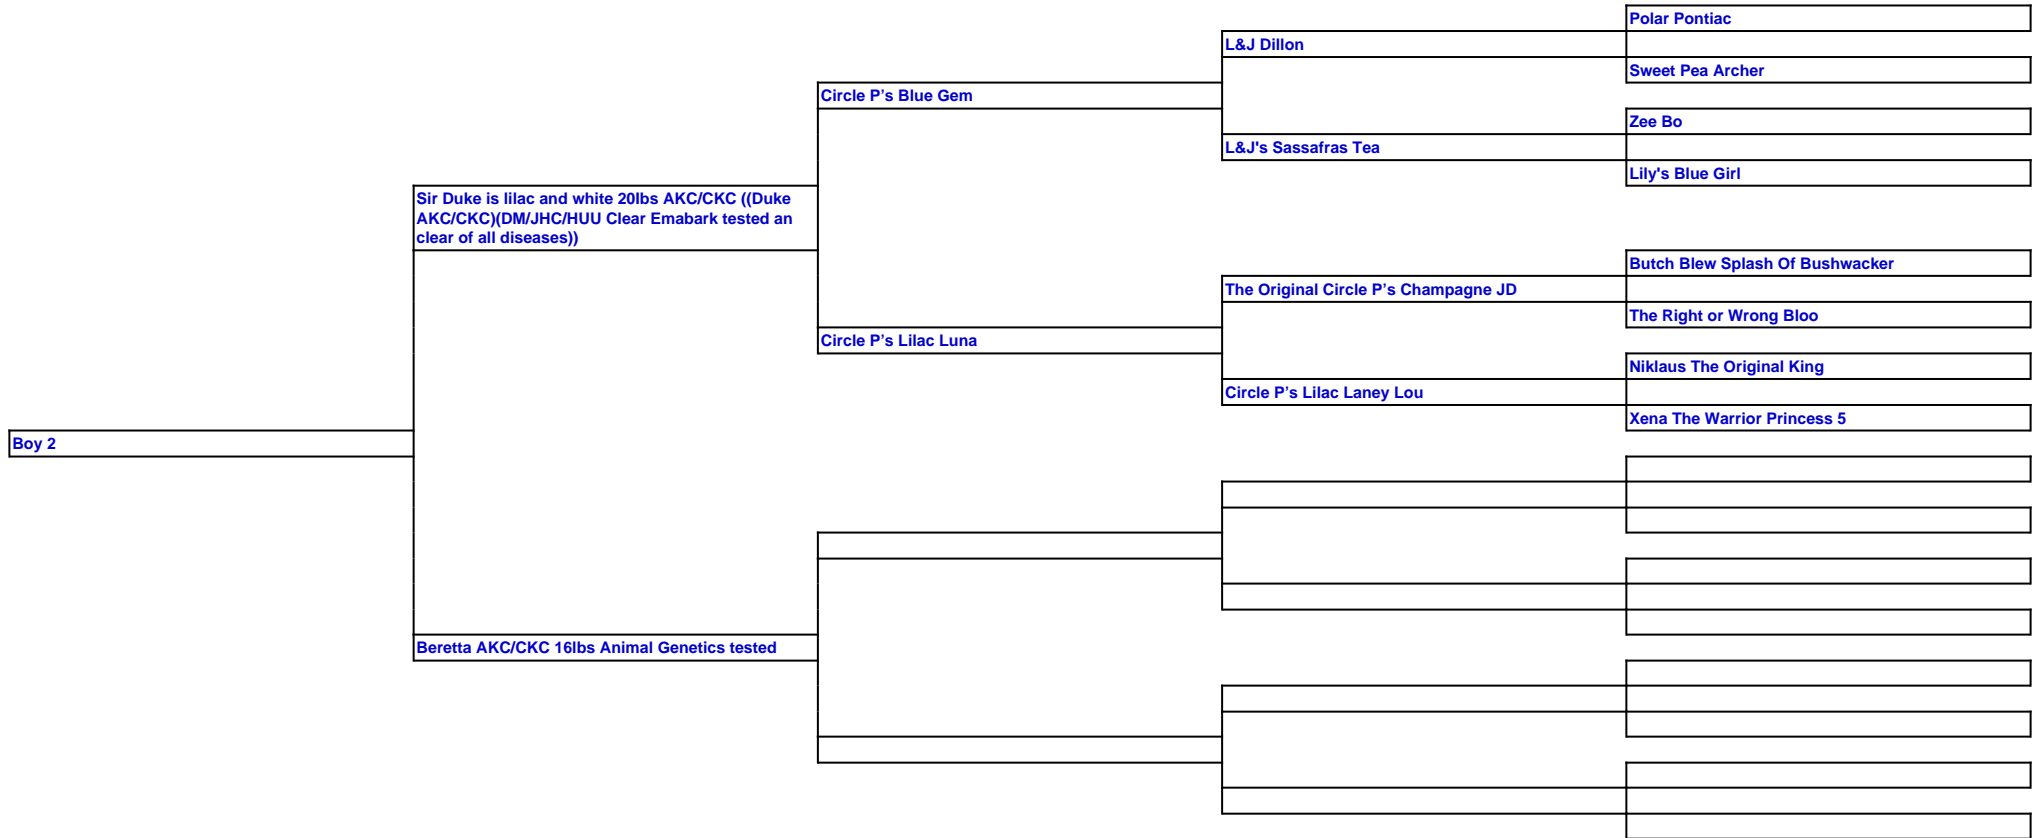 Polar Pontiac
L&J Dillon
Sweet Pea Archer
Circle P’s Blue Gem
Zee Bo
L&J's Sassafras Tea
Lily's Blue Girl
Sir Duke is lilac and white 20lbs AKC/CKC ((Duke
AKC/CKC)(DM/JHC/HUU Clear Emabark tested an
clear of all diseases))
Butch Blew Splash Of Bushwacker
The Original Circle P’s Champagne JD
The Right or Wrong Bloo
Circle P’s Lilac Luna
Niklaus The Original King
Circle P’s Lilac Laney Lou
Xena The Warrior Princess 5
Boy 2
Beretta AKC/CKC 16lbs Animal Genetics tested